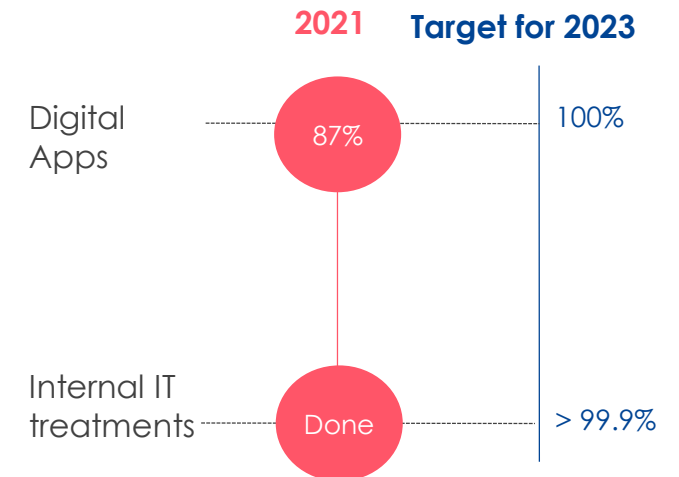 2021 Target for 2023
Digital
Apps
87%
100%
Internal IT
treatments
Done
> 99.9%